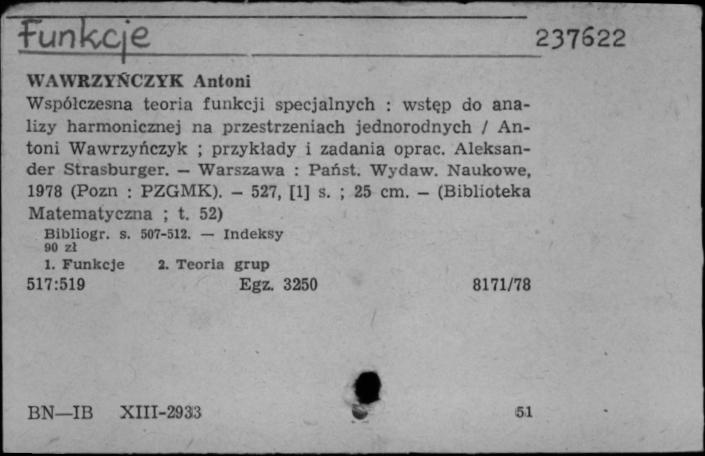 Funkcje 237622
WAWRZYŃCZYK Antoni
Współczesna teoria funkcji specjalnych : wstęp do ana-
lizy harmonicznej na przestrzeniach jednorodnych / An-
toni Wawrzyńczyk ; przykłady i zadania oprac. Aleksan-
der Strasburger. — Warszawa : Państ. Wydaw. Naukowe,
1978 (Pozn : PZGMK). — 527, [1] s. ; 25 cm. — (Biblioteka
Matematyczna ; t. 52)
Bibliogr. s. 507-512. — Indeksy
90 zł
1. Funkcje 2. Teoria grup
517:519 Egz. 3250 8171/78
BN—IB XIII-2933 51